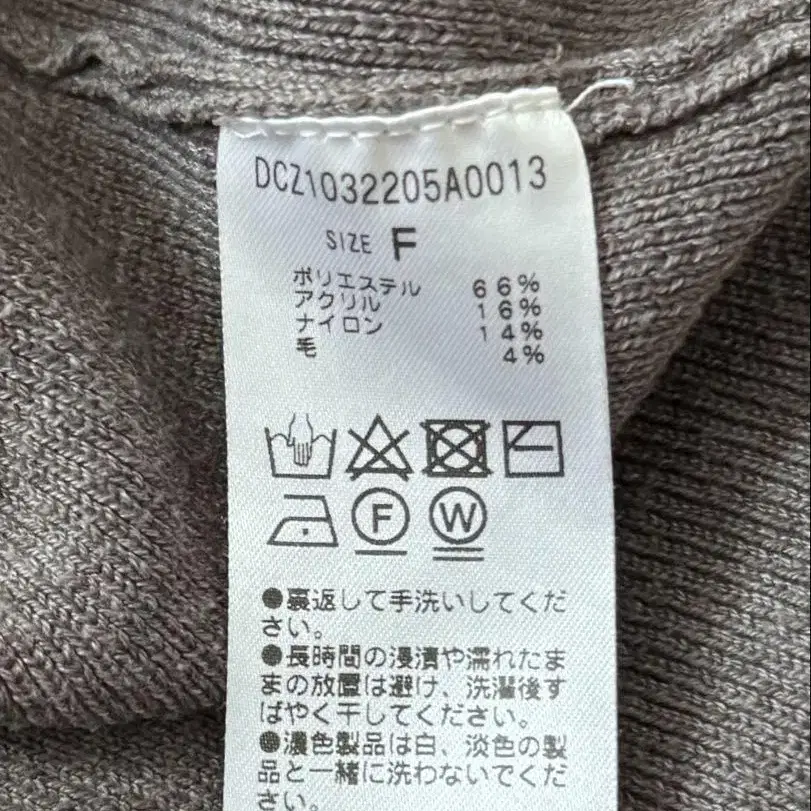 DCZ1032205A0013
SIZE F
ポリエステル 66%
アクリル 16%
ナイロン 14%
毛 4%
F W
●裏返して手洗いしてくだ
さい。
●長時間の浸漬や濡れたま
まの放置は避け、洗濯後す
ばやく干してください。
●濃色製品は白、淡色の製
品と一緒に洗わないでくだ
さい。